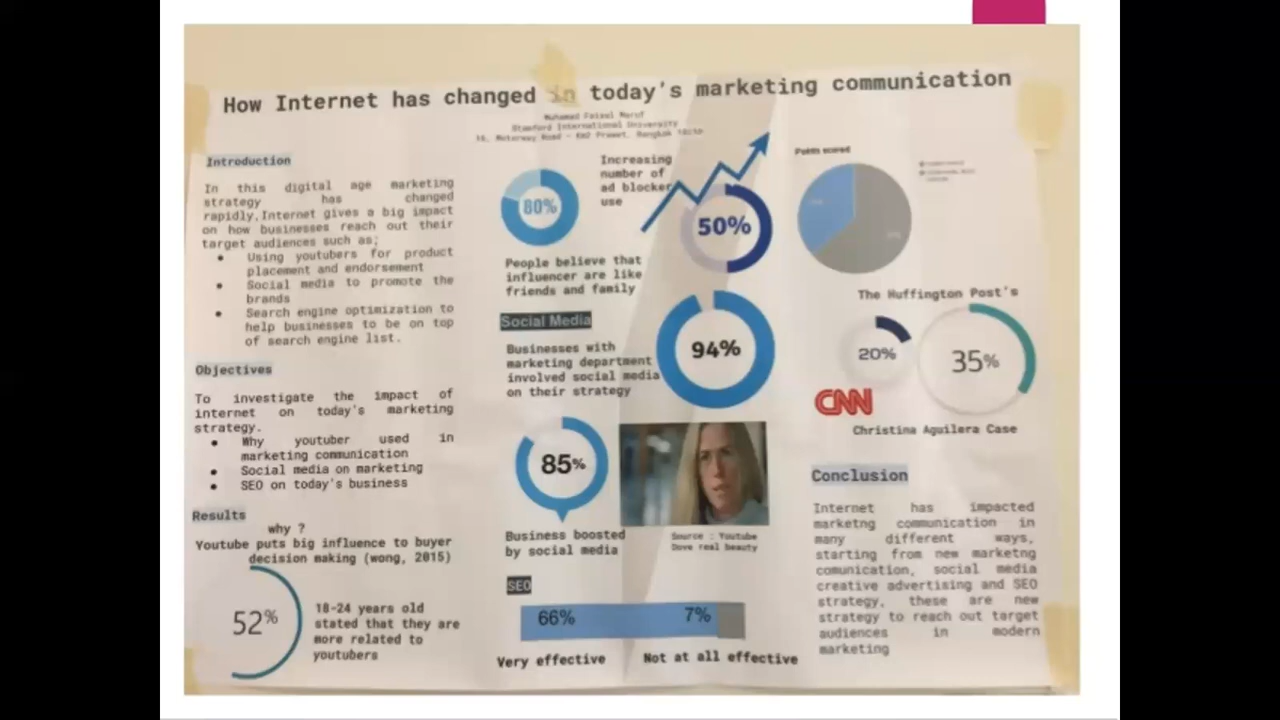 How Internet has changed in today's marketing communication
Muhamad Faizal Maruf
Stamford International University
Introduction
In this digital age marketing
strategy has changed
rapidly,Internet gives a big impact
on how businesses reach out their
target audiences such as;
● Using youtubers for product
placement and endorsement
● Social media to promote the
brands
● Search engine optimization to
help businesses to be on top
of search engine list.
Objectives
To investigate the impact of
internet on today's marketing
strategy.
● Why youtuber used in
marketing communication
● Social media on marketing
● SEO on today's business
Results
why ?
Youtube puts big influence to buyer
decision making (wong, 2015)
52%
18-24 years old
stated that they are
more related to
youtubers
80%
Increasing
number of
ad blocker
use
50%
People believe that
influencer are like
friends and family
Social Media
Businesses with
marketing department
involved social media
on their strategy
94%
85%
Business boosted
by social media
Source : Youtube
Dove real beauty
SEO
66% 7%
Very effective Not at all effective
Points scored
The Huffington Post's
20%
35%
CNN
Christina Aguilera Case
Conclusion
Internet has impacted
marketng communication in
many different ways,
starting from new marketng
comunication, social media
creative advertising and SEO
strategy, these are new
strategy to reach out target
audiences in modern
marketing